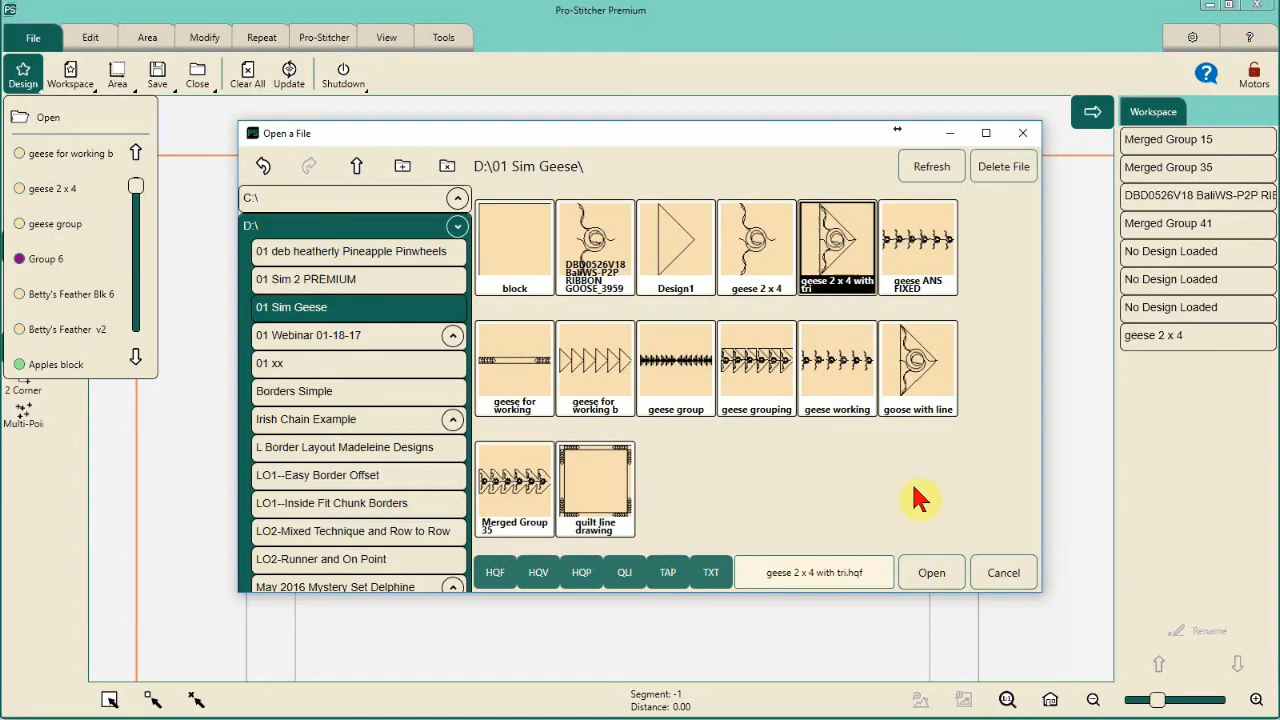 PS
Pro-Stitcher Premium
File
Edit
Area
Modify
Repeat
Pro-Stitcher
View
Tools
?
Design
Workspace
Area
Save
Close
Clear All
Update
Shutdown
?
Motors
Open
geese for working b
geese 2 x 4
geese group
Group 6
Betty's Feather Blk 6
Betty's Feather v2
Apples block
2 Corner
Multi-Poi
PS Open a File
D:\01 Sim Geese\
Refresh
Delete File
C:\
D:\
01 deb heatherly Pineapple Pinwheels
01 Sim 2 PREMIUM
01 Sim Geese
01 Webinar 01-18-17
01 xx
Borders Simple
Irish Chain Example
L Border Layout Madeleine Designs
LO1--Easy Border Offset
LO1--Inside Fit Chunk Borders
LO2-Mixed Technique and Row to Row
LO2-Runner and On Point
May 2016 Mystery Set Delphine
block
DBD0526V18
BaliWS-P2P
RIBBON
GOOSE_3959
Design1
geese 2 x 4
geese 2 x 4 with
tri
geese ANS
FIXED
geese for
working
geese for
working b
geese group
geese grouping
geese working
goose with line
Merged Group
35
quilt line
drawing
HQF
HQV
HQP
QLI
TAP
TXT
geese 2 x 4 with tri.hqf
Open
Cancel
Workspace
Merged Group 15
Merged Group 35
DBD0526V18 BaliWS-P2P RIB
Merged Group 41
No Design Loaded
No Design Loaded
No Design Loaded
geese 2 x 4
Rename
Segment: -1
Distance: 0.00
1:1